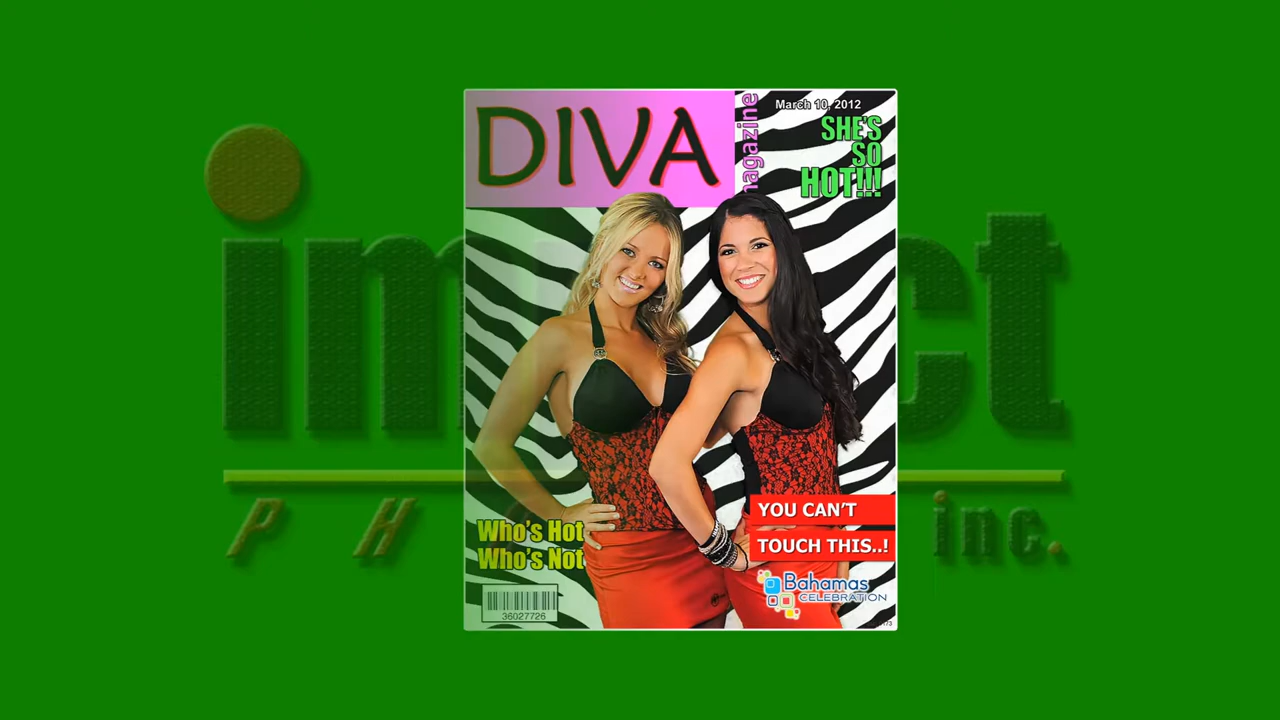 DIVA
magazine
March 10, 2012
SHE'S
SO
HOT!!!
Who's Hot
Who's Not
36027726
YOU CAN'T
TOUCH THIS..!
Bahamas
CELEBRATION
inc.